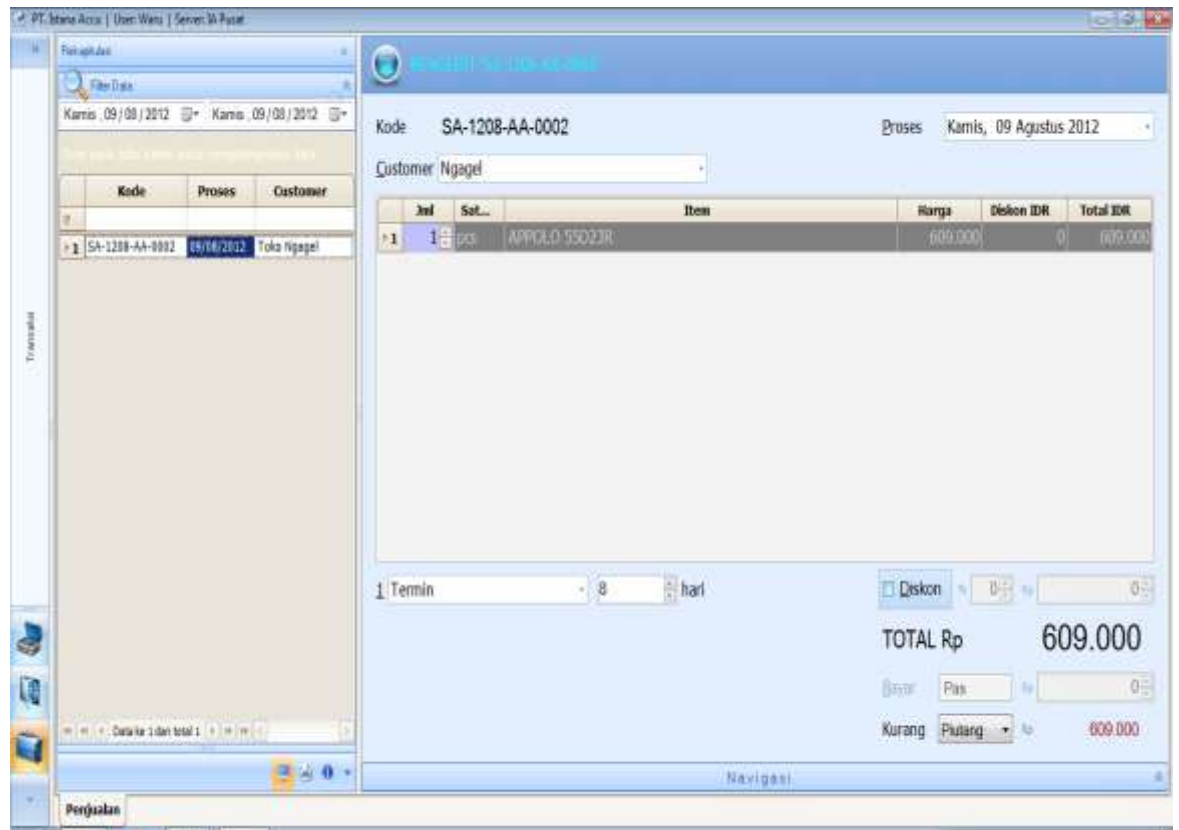 PT. Istana Accu | User: Waru | Server: IA Pusat
Filter Data
Kamis ,09/08/2012 Kamis ,09/08/2012
Kode Proses Customer
1 SA-1208-AA-0002 09/08/2012 Toko Ngagel
Data ke 1 dari total 1
Transaksi
Penjualan
Kode SA-1208-AA-0002 Proses Kamis, 09 Agustus 2012
Customer Ngagel
Jml Sat... Item Harga Diskon IDR Total IDR
1 1 pcs APPOLO 55D23R 609.000 0 609.000
1 Termin 8 hari
Diskon % 0 Rp 0
TOTAL Rp 609.000
Bayar Pas Rp 0
Kurang Piutang Rp 609.000
Navigasi